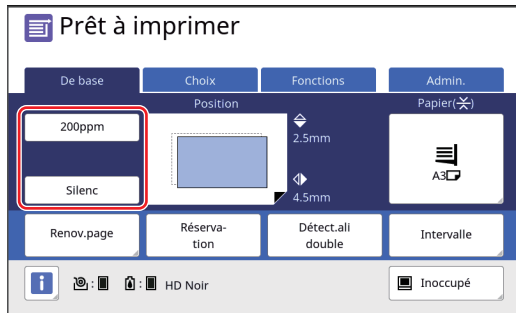 Prêt à imprimer
De base Choix Fonctions Admin.
Position Papier( )
200ppm
2.5mm
A3
Silenc
4.5mm
Renov.page Réserva-
tion Détect.ali
double Intervalle
i : : HD Noir Inoccupé